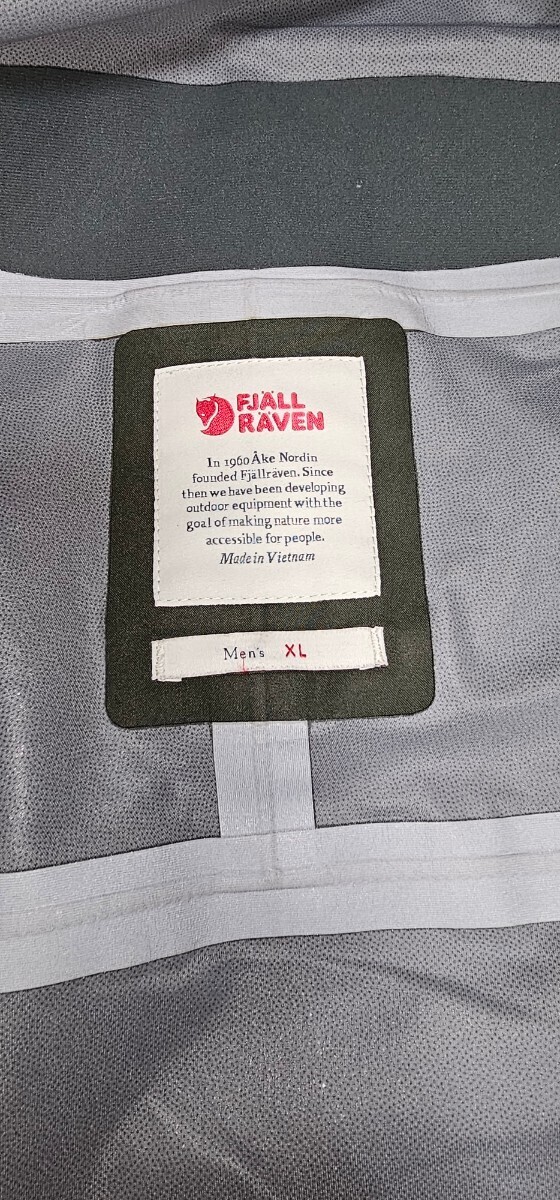 FJÄLL
RÄVEN
In 1960 Åke Nordin
founded Fjällräven. Since
then we have been developing
outdoor equipment with the
goal of making nature more
accessible for people.
Made in Vietnam
Men's XL